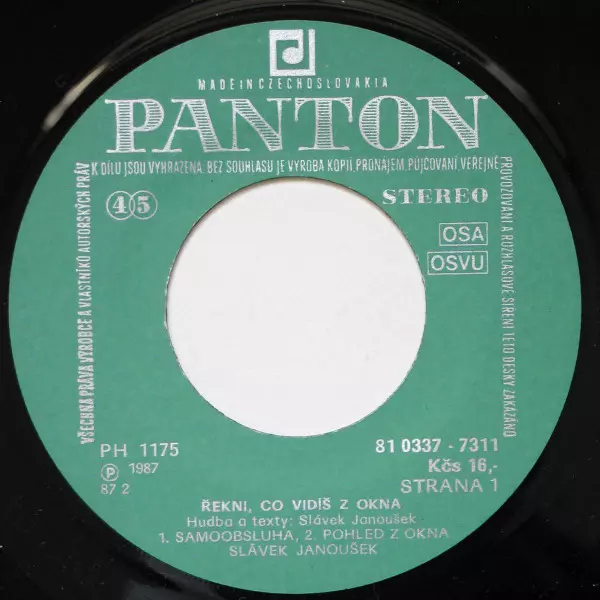 MADE IN CZECHOSLOVAKIA
PANTON
VŠECHNA PRÁVA VÝROBCE A VLASTNÍKŮ AUTORSKÝCH PRÁV
K DÍLU JSOU VYHRAZENA. BEZ SOUHLASU JE VÝROBA KOPIÍ, PRONÁJEM, PŮJČOVÁNÍ, VEŘEJNÉ
PROVOZOVÁNÍ A ROZHLASOVÉ ŠÍŘENÍ TÉTO DESKY ZAKÁZÁNO
45
STEREO
OSA
OSVU
PH 1175
Ⓟ 1987
87 2
81 0337 - 7311
Kčs 16,-
STRANA 1
ŘEKNI, CO VIDÍŠ Z OKNA
Hudba a texty: Slávek Janoušek
1. SAMOOBSLUHA, 2. POHLED Z OKNA
SLÁVEK JANOUŠEK